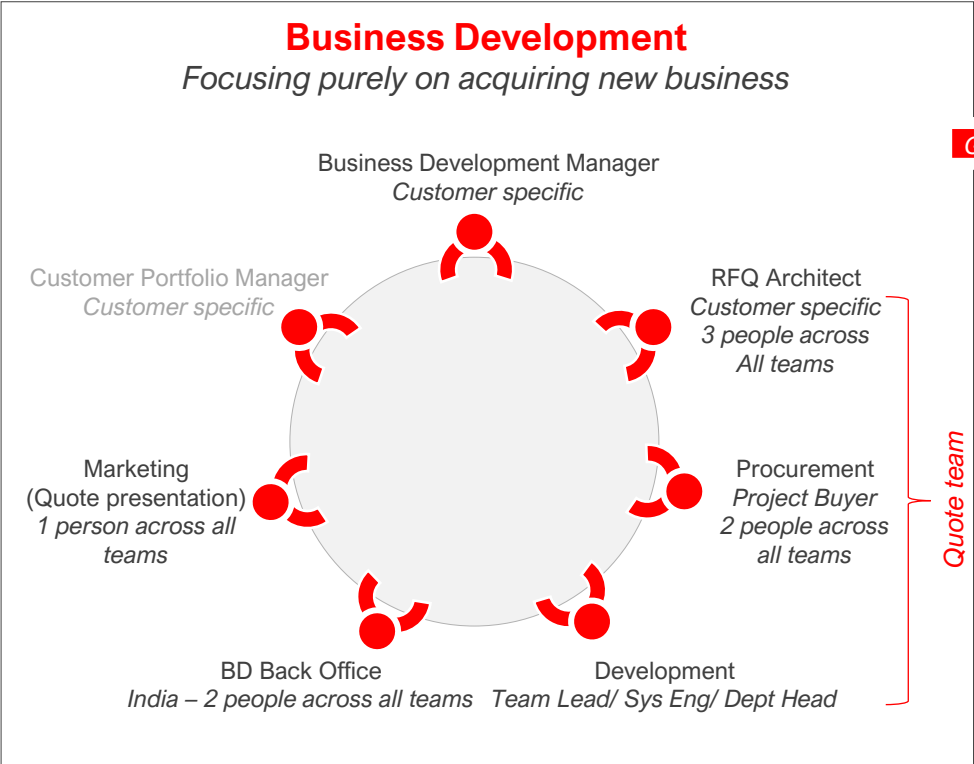 Business Development
Focusing purely on acquiring new business
Business Development Manager
Customer specific
Customer Portfolio Manager
Customer specific
RFQ Architect
Customer specific
3 people across
All teams
Marketing
(Quote presentation)
1 person across all
teams
Procurement
Project Buyer
2 people across
all teams
Quote team
BD Back Office
India – 2 people across all teams
Development
Team Lead/ Sys Eng/ Dept Head